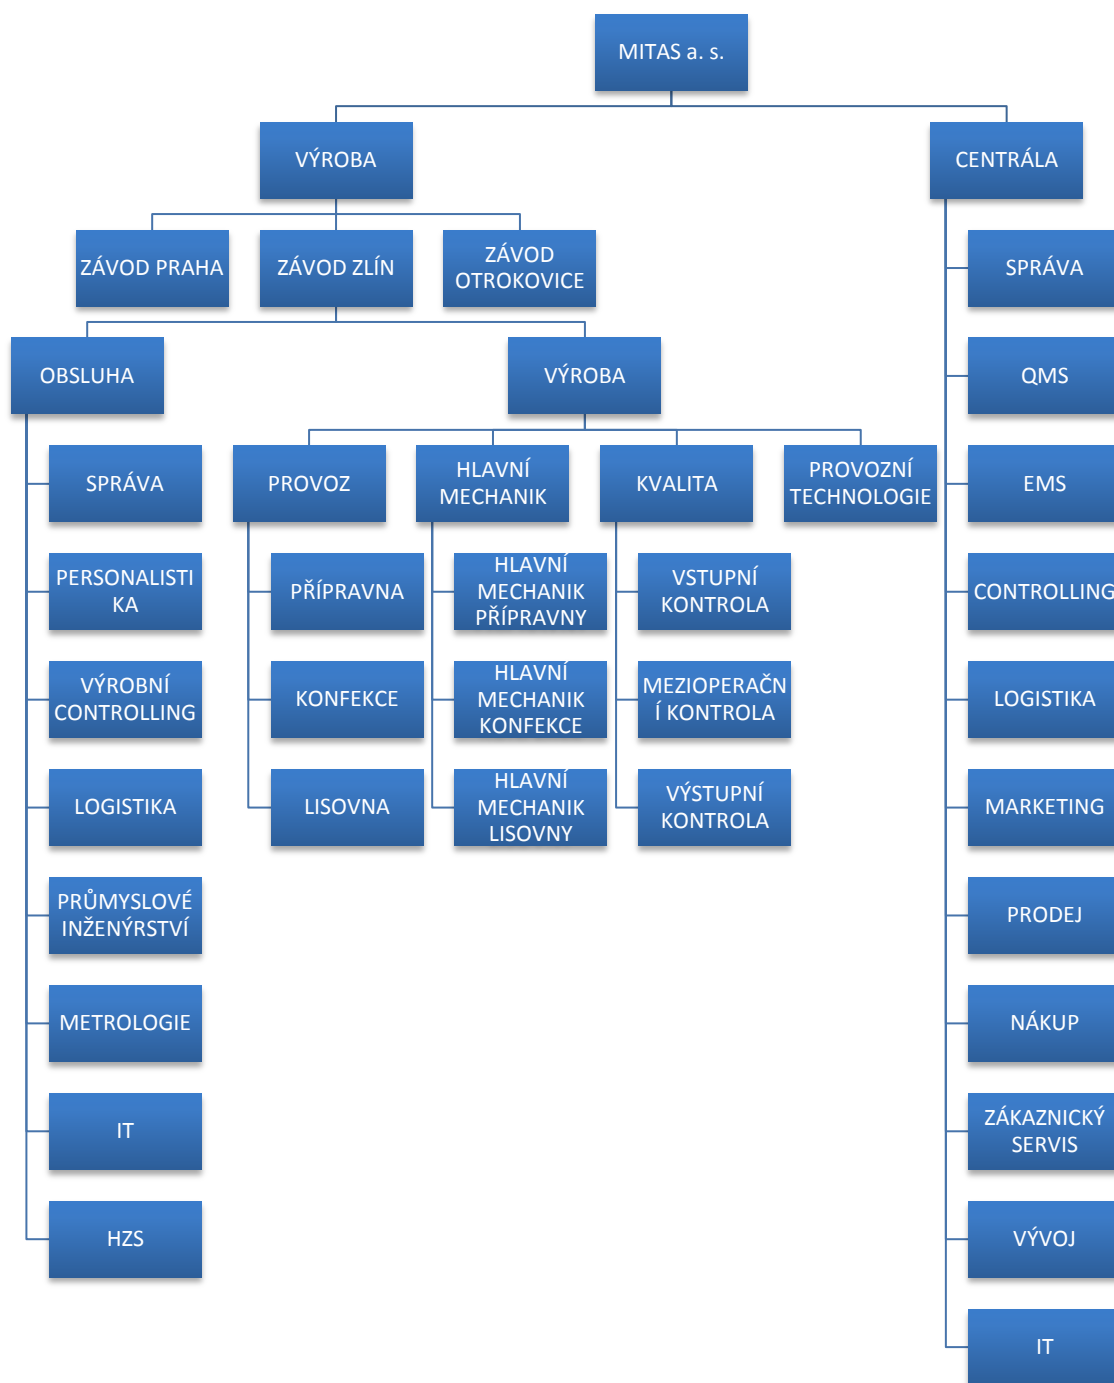 MITAS a. s.
VÝROBA
CENTRÁLA
ZÁVOD PRAHA
ZÁVOD ZLÍN
ZÁVOD
OTROKOVICE
SPRÁVA
OBSLUHA
VÝROBA
QMS
SPRÁVA
PROVOZ
HLAVNÍ
MECHANIK
KVALITA
PROVOZNÍ
TECHNOLOGIE
EMS
PERSONALISTI
KA
PŘÍPRAVNA
HLAVNÍ
MECHANIK
PŘÍPRAVNY
VSTUPNÍ
KONTROLA
CONTROLLING
VÝROBNÍ
CONTROLLING
KONFEKCE
HLAVNÍ
MECHANIK
KONFEKCE
MEZIOPERAČN
Í KONTROLA
LOGISTIKA
LOGISTIKA
LISOVNA
HLAVNÍ
MECHANIK
LISOVNY
VÝSTUPNÍ
KONTROLA
MARKETING
PRŮMYSLOVÉ
INŽENÝRSTVÍ
PRODEJ
METROLOGIE
NÁKUP
IT
ZÁKAZNICKÝ
SERVIS
HZS
VÝVOJ
IT